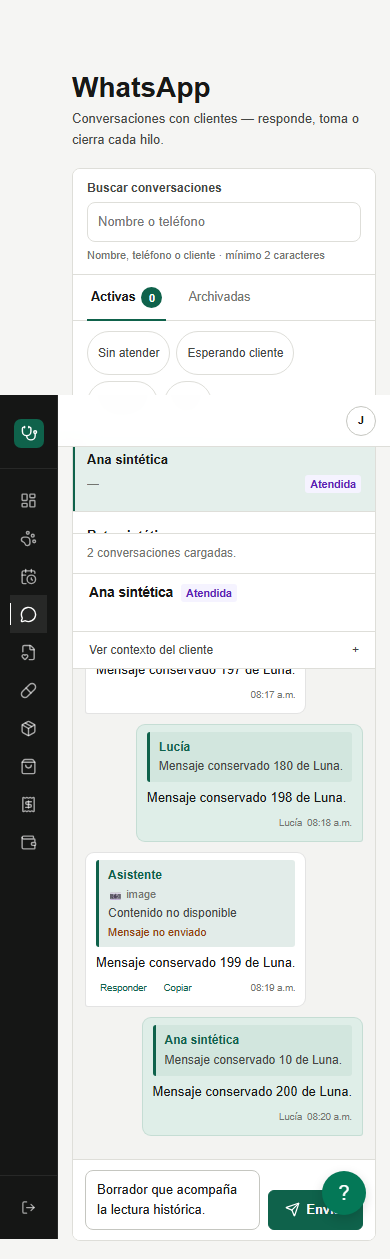 WhatsApp
Conversaciones con clientes — responde, toma o
cierra cada hilo.
Buscar conversaciones
Nombre o teléfono
Nombre, teléfono o cliente · mínimo 2 caracteres
Activas 0
Archivadas
Sin atender
Esperando cliente
J
Ana sintética
—
Atendida
2 conversaciones cargadas.
Ana sintética Atendida
Ver contexto del cliente +
Mensaje conservado 197 de Luna.
08:17 a.m.
Lucía
Mensaje conservado 180 de Luna.
Mensaje conservado 198 de Luna.
Lucía 08:18 a.m.
Asistente
📷 image
Contenido no disponible
Mensaje no enviado
Mensaje conservado 199 de Luna.
Responder Copiar 08:19 a.m.
Ana sintética
Mensaje conservado 10 de Luna.
Mensaje conservado 200 de Luna.
Lucía 08:20 a.m.
Borrador que acompaña
la lectura histórica.
?